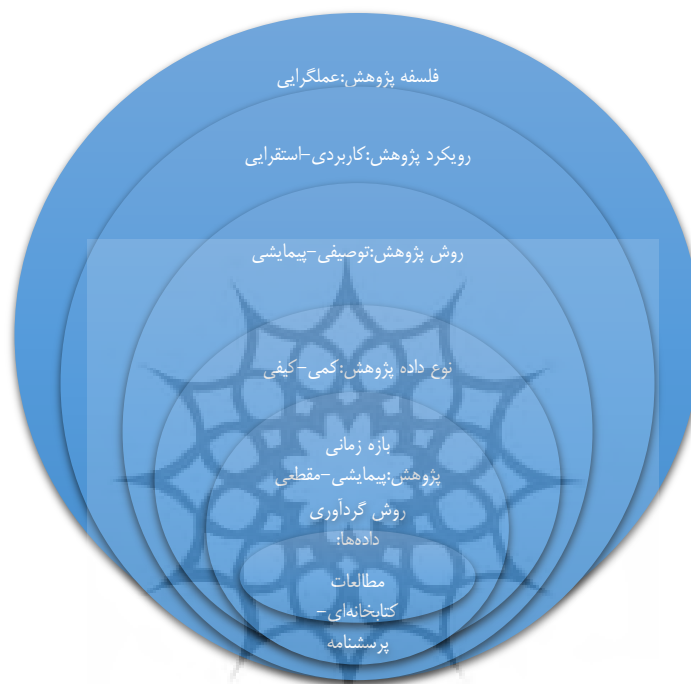 فلسفه پژوهش:عملگرایی
رویکرد پژوهش:کاربردی-استقرایی
روش پژوهش:توصیفی-پیمایشی
نوع داده پژوهش:کمی-کیفی
بازه زمانی
پژوهش:پیمایشی-مقطعی
روش گردآوری
داده‌ها:
مطالعات
کتابخانه‌ای-
پرسشنامه